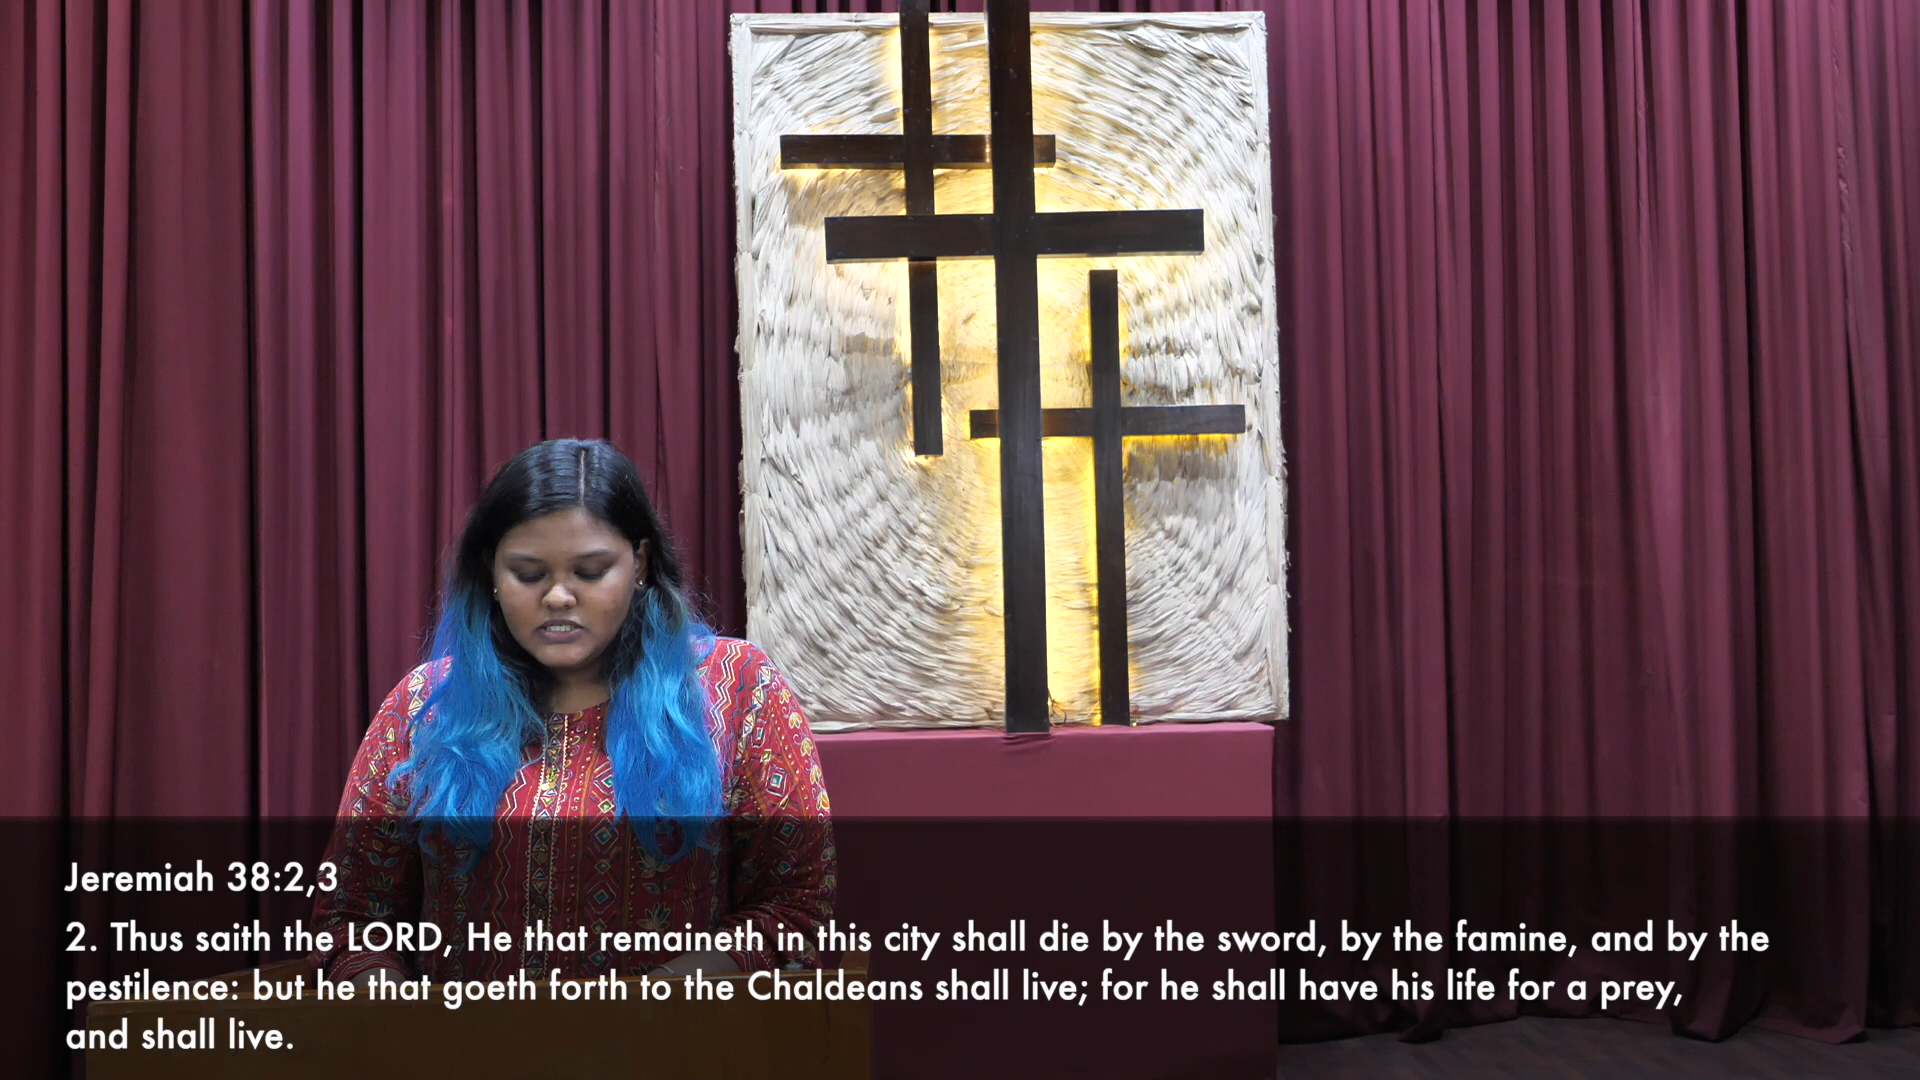 Jeremiah 38:2,3
2. Thus saith the LORD, He that remaineth in this city shall die by the sword, by the famine, and by the
pestilence: but he that goeth forth to the Chaldeans shall live; for he shall have his life for a prey,
and shall live.